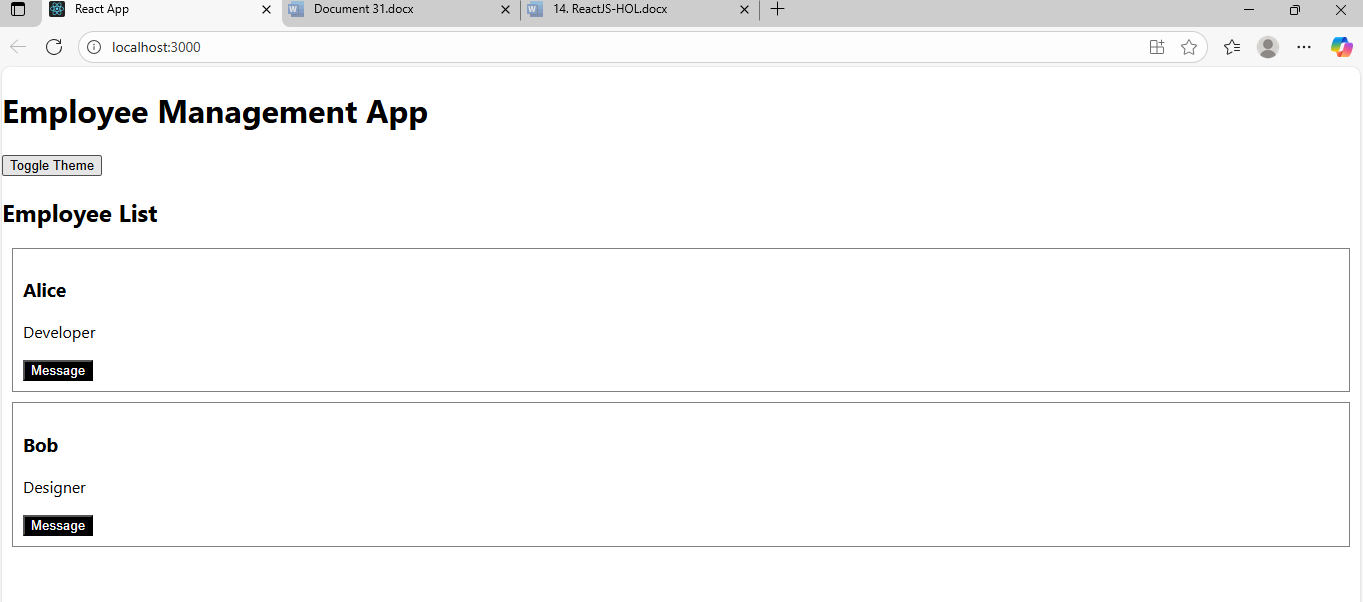 React App
Document 31.docx
14. ReactJS-HOL.docx
localhost:3000
Employee Management App
Toggle Theme
Employee List
Alice
Developer
Message
Bob
Designer
Message